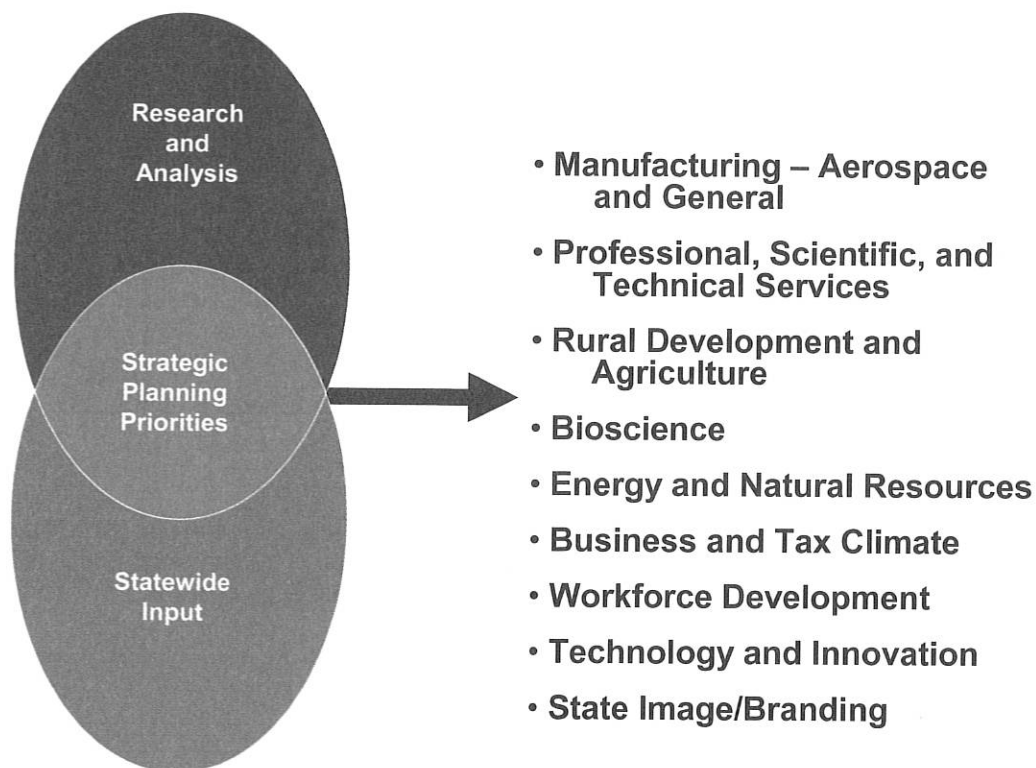 Research
and
Analysis
Strategic
Planning
Priorities
Statewide
Input
• Manufacturing – Aerospace
and General
• Professional, Scientific, and
Technical Services
• Rural Development and
Agriculture
• Bioscience
• Energy and Natural Resources
• Business and Tax Climate
• Workforce Development
• Technology and Innovation
• State Image/Branding